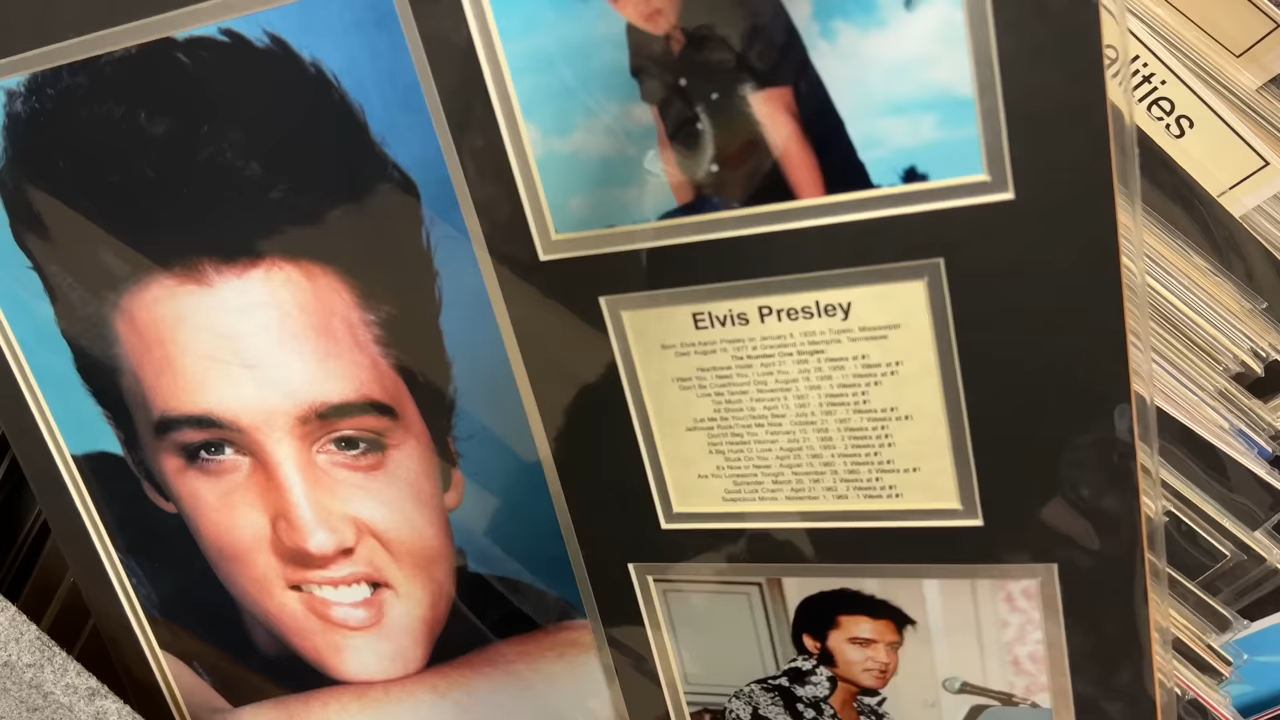 alities
Elvis Presley
Born: Elvis Aaron Presley on January 8, 1935 in Tupelo, Mississippi
Died: August 16, 1977 at Graceland in Memphis, Tennessee
The Number One Singles:
Heartbreak Hotel - April 21, 1956 - 8 Weeks at #1
I Want You, I Need You, I Love You - July 28, 1956 - 1 Week at #1
Don't Be Cruel/Hound Dog - August 18, 1956 - 11 Weeks at #1
Love Me Tender - November 3, 1956 - 5 Weeks at #1
Too Much - February 9, 1957 - 3 Weeks at #1
All Shook Up - April 13, 1957 - 9 Weeks at #1
(Let Me Be Your)Teddy Bear - July 8, 1957 - 7 Weeks at #1
Jailhouse Rock/Treat Me Nice - October 21, 1957 - 7 Weeks at #1
Don't/I Beg You - February 10, 1958 - 5 Weeks at #1
Hard Headed Woman - July 21, 1958 - 2 Weeks at #1
A Big Hunk O' Love - August 10, - 2 Weeks at #1
Stuck On You - April 25, 1960 - 4 Weeks at #1
It's Now or Never - August 15, 1960 - 5 Weeks at #1
Are You Lonesome Tonight - November 28, 1960 - 6 Weeks at #1
Surrender - March 20, 1961 - 2 Weeks at #1
Good Luck Charm - April 21, 1962 - 2 Weeks at #1
Suspicious Minds - November 1, 1969 - 1 Week at #1